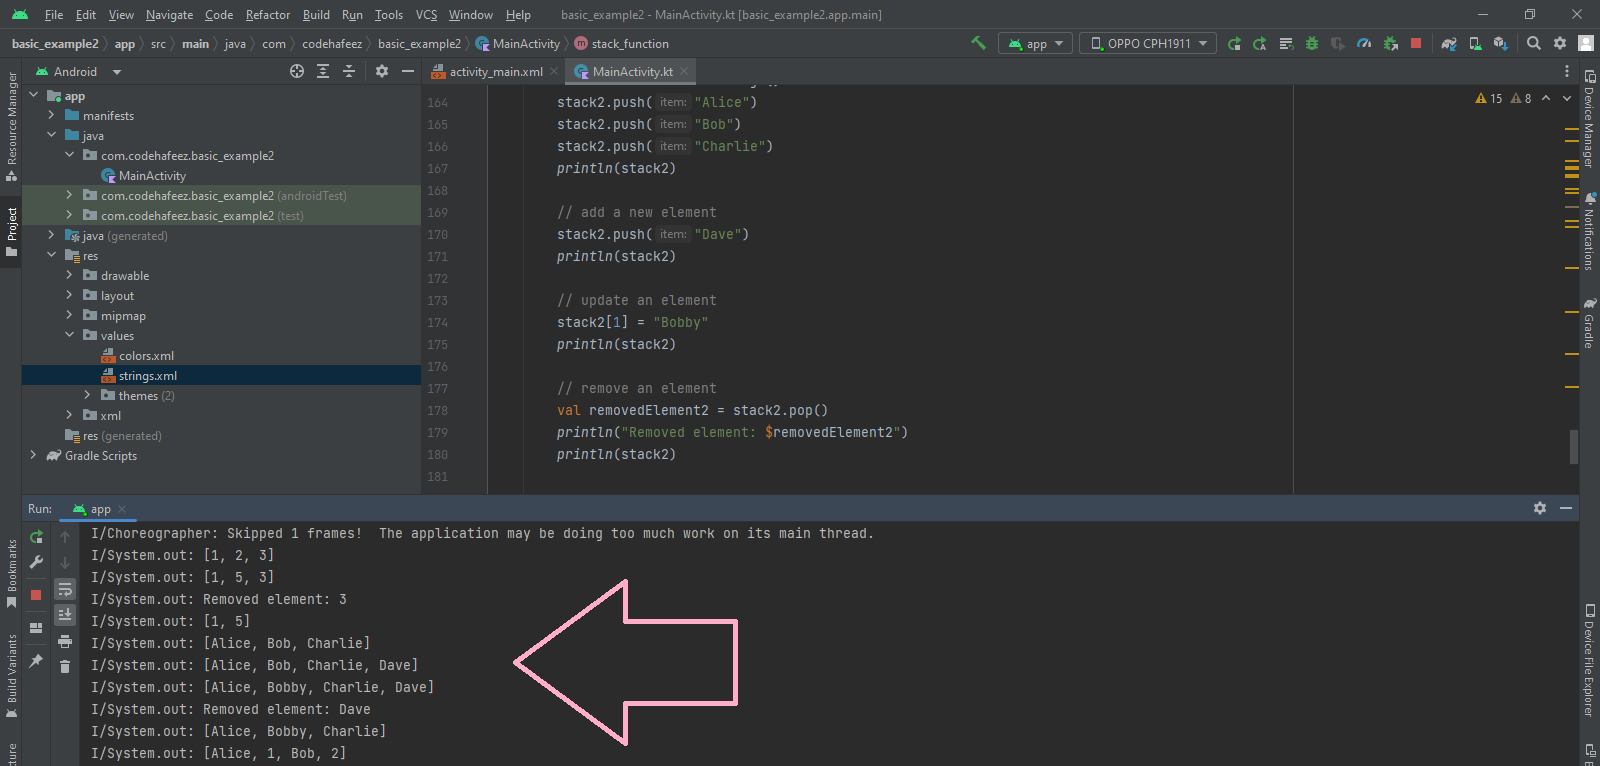 File Edit View Navigate Code Refactor Build Run Tools VCS Window Help basic_example2 - MainActivity.kt [basic_example2.app.main]
basic_example2 app src main java com codehafeez basic_example2 MainActivity stack_function app OPPO CPH1911
Resource Manager
Project
Bookmarks
Build Variants
Android
app
manifests
java
com.codehafeez.basic_example2
MainActivity
com.codehafeez.basic_example2 (androidTest)
com.codehafeez.basic_example2 (test)
java (generated)
res
drawable
layout
mipmap
values
colors.xml
strings.xml
themes (2)
xml
res (generated)
Gradle Scripts
activity_main.xml MainActivity.kt
15 8
164 stack2.push( item: "Alice")
165 stack2.push( item: "Bob")
166 stack2.push( item: "Charlie")
167 println(stack2)
168
169 // add a new element
170 stack2.push( item: "Dave")
171 println(stack2)
172
173 // update an element
174 stack2[1] = "Bobby"
175 println(stack2)
176
177 // remove an element
178 val removedElement2 = stack2.pop()
179 println("Removed element: $removedElement2")
180 println(stack2)
181
Device Manager
Notifications
Gradle
Device File Explorer
Run: app
I/Choreographer: Skipped 1 frames!  The application may be doing too much work on its main thread.
I/System.out: [1, 2, 3]
I/System.out: [1, 5, 3]
I/System.out: Removed element: 3
I/System.out: [1, 5]
I/System.out: [Alice, Bob, Charlie]
I/System.out: [Alice, Bob, Charlie, Dave]
I/System.out: [Alice, Bobby, Charlie, Dave]
I/System.out: Removed element: Dave
I/System.out: [Alice, Bobby, Charlie]
I/System.out: [Alice, 1, Bob, 2]